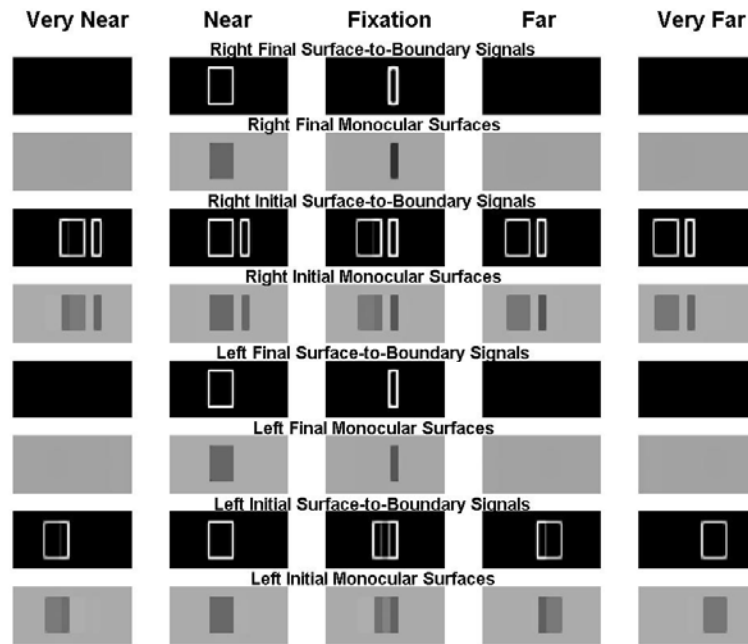 Very Near Near Fixation Far Very Far
Right Final Surface-to-Boundary Signals
Right Final Monocular Surfaces
Right Initial Surface-to-Boundary Signals
Right Initial Monocular Surfaces
Left Final Surface-to-Boundary Signals
Left Final Monocular Surfaces
Left Initial Surface-to-Boundary Signals
Left Initial Monocular Surfaces